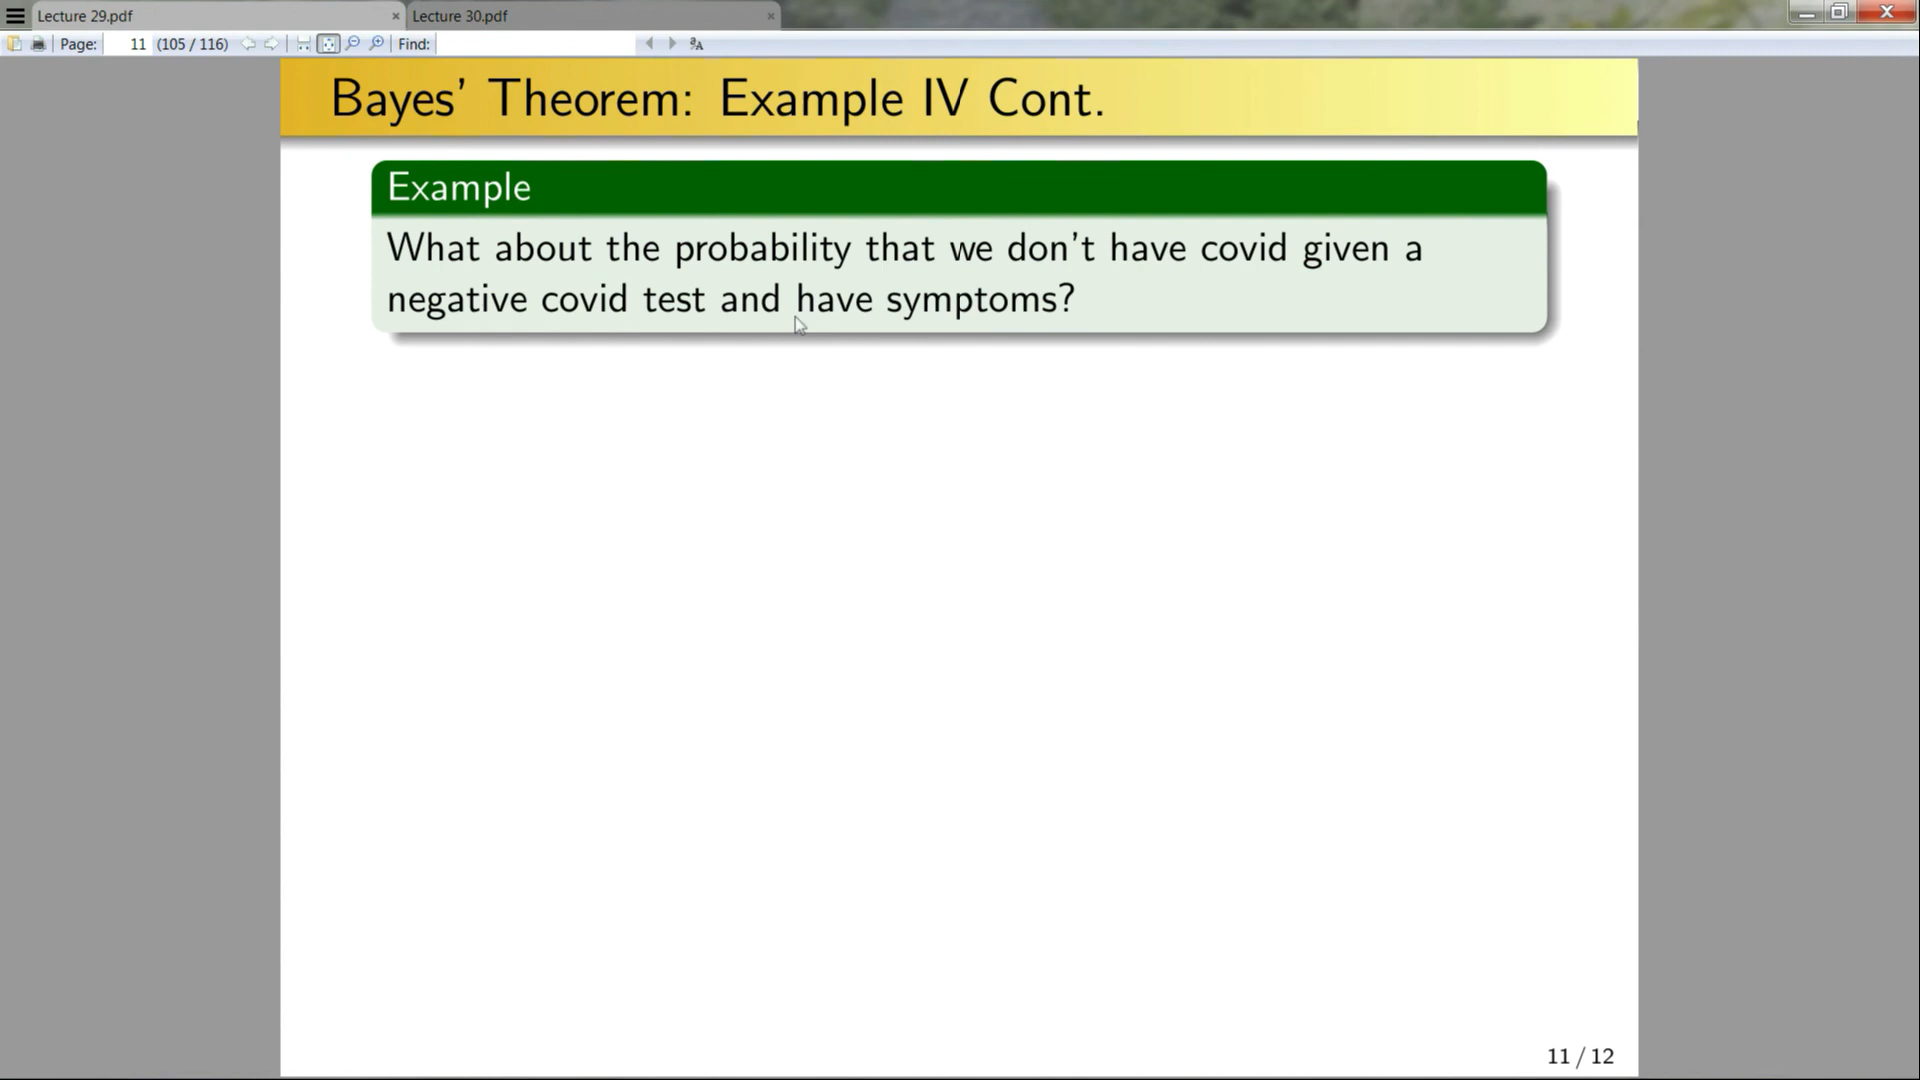 Lecture 29.pdf
Lecture 30.pdf
Page: 11 (105 / 116) Find:
Bayes' Theorem: Example IV Cont.
Example
What about the probability that we don't have covid given a
negative covid test and have symptoms?
11 / 12